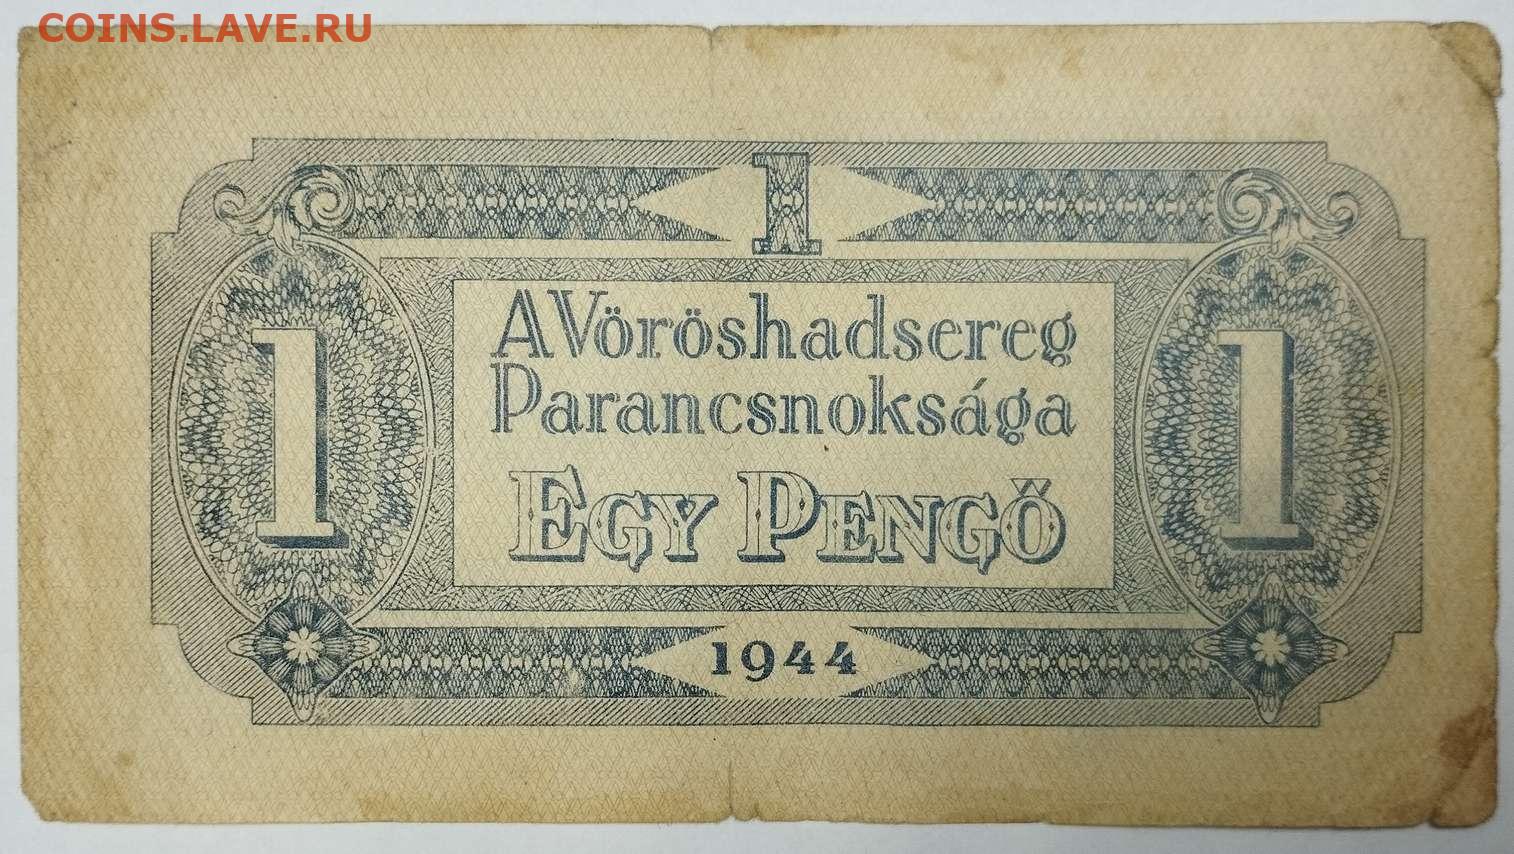 COINS.LAVE.RU
1
A Vöröshadsereg
Parancsnoksága
1
EGY PENGŐ
1
1944